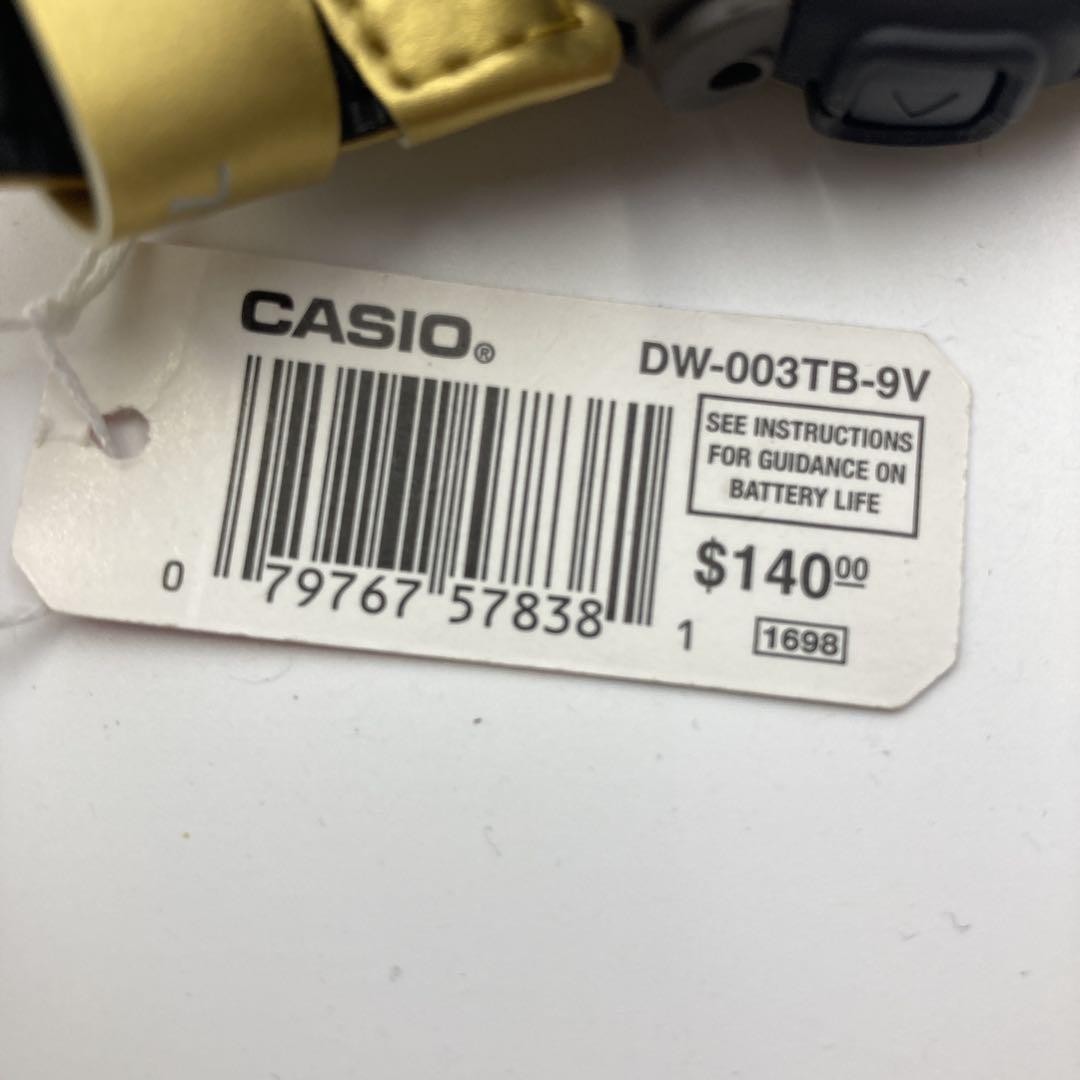 CASIO®
DW-003TB-9V
SEE INSTRUCTIONS
FOR GUIDANCE ON
BATTERY LIFE
$14000
0 79767 57838 1
1698